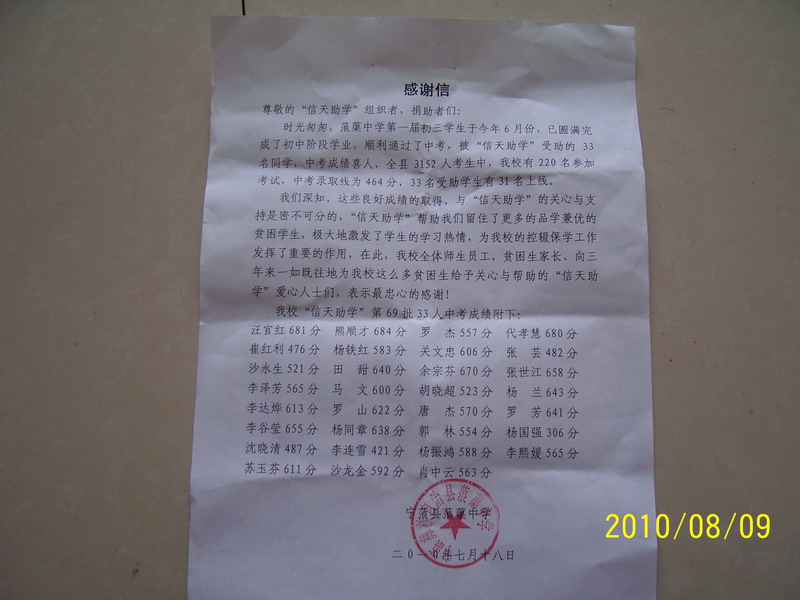 感谢信
尊敬的“信天助学”组织者，捐助者们：
时光匆匆，蒗蕖中学第一届初三学生于今年6月份，已圆满完
成了初中阶段学业，顺利通过了中考，被“信天助学”受助的 33
名同学，中考成绩喜人，全县 3152 人考生中，我校有 220 名参加
考试，中考录取线为 464 分，33 名受助学生有 31 名上线。
我们深知，这些良好成绩的取得，与“信天助学”的关心与支
持是密不可分的，“信天助学”帮助我们留住了更多的品学兼优的
贫困学生，极大地激发了学生的学习热情，为我校的控辍保学工作
发挥了重要的作用，在此，我校全体师生员工，贫困生家长、向三
年来一如既往地为我校这么多贫困生给予关心与帮助的“信天助
学”爱心人士们，表示最忠心的感谢！
我校“信天助学”第 69 批 33 人中考成绩附下：
汪官红 681 分 熊顺才 684 分 罗 杰 557 分 代孝慧 680 分
崔红利 476 分 杨铁红 583 分 关文忠 606 分 张 芸 482 分
沙永生 521 分 田 甜 640 分 余宗芬 670 分 张世江 658 分
李泽芳 565 分 马 文 600 分 胡晓超 523 分 杨 兰 643 分
李达烨 613 分 罗 山 622 分 唐 杰 570 分 罗 芳 641 分
李谷莹 655 分 杨同章 638 分 郭 林 554 分 杨国强 306 分
沈晓清 487 分 李连雪 421 分 杨振鸿 588 分 李熙媛 565 分
苏玉芬 611 分 沙龙金 592 分 肖中云 563 分
宁蒗县蒗蕖中学
二0一0年七月十八日
2010/08/09